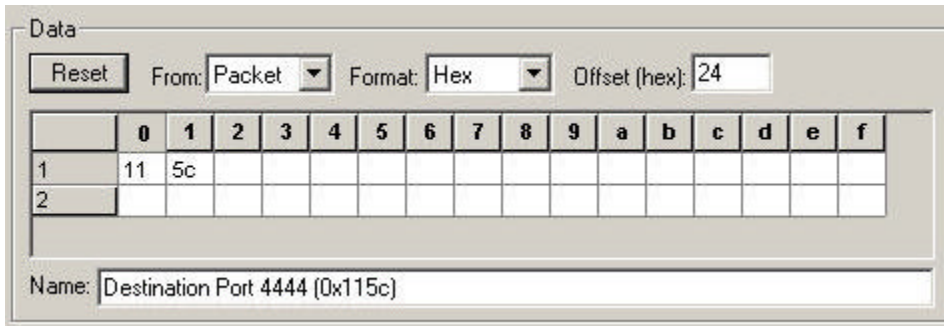 Data
Reset From: Packet Format: Hex Offset (hex): 24
0 1 2 3 4 5 6 7 8 9 a b c d e f
1 11 5c
2
Name: Destination Port 4444 (0x115c)